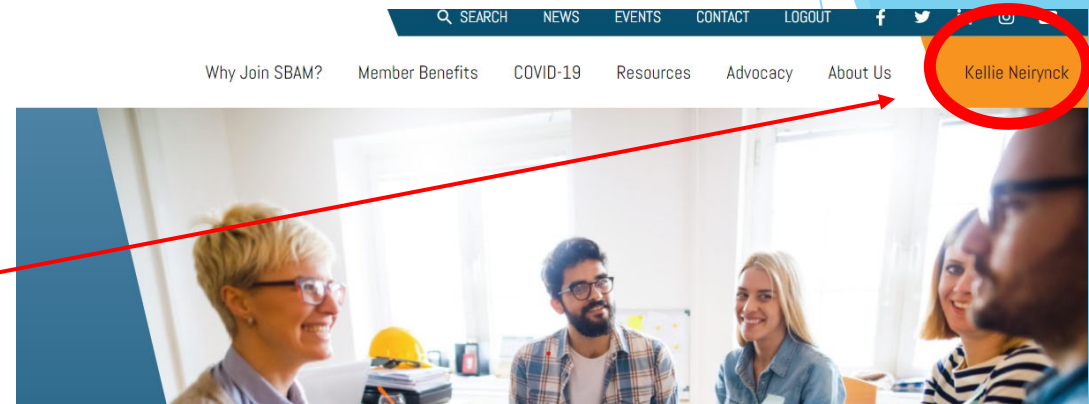 SEARCH NEWS EVENTS CONTACT LOGOUT
Why Join SBAM? Member Benefits COVID-19 Resources Advocacy About Us Kellie Neirynck